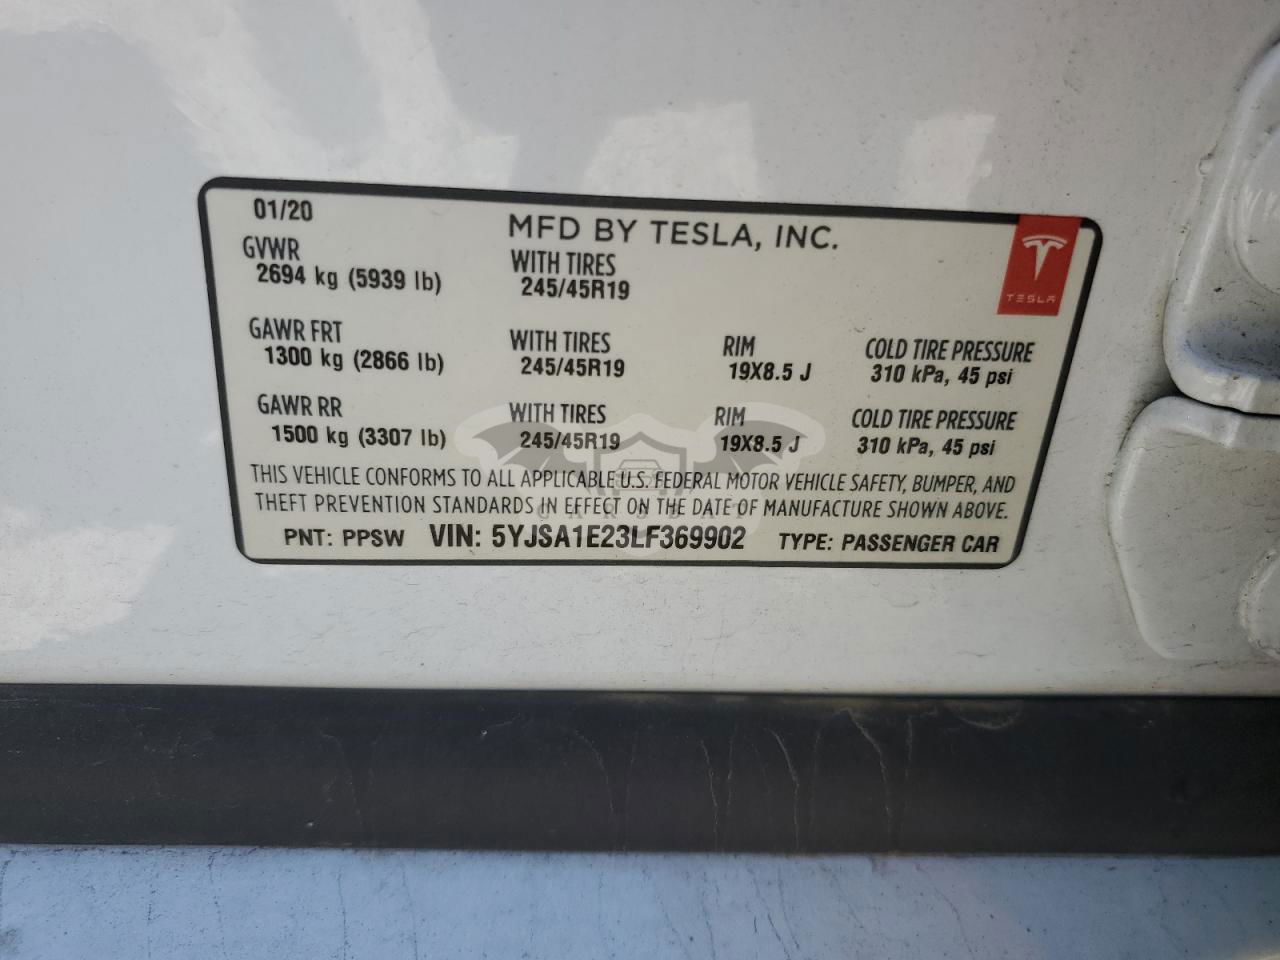 01/20
MFD BY TESLA, INC.
GVWR
2694 kg (5939 lb)
WITH TIRES
245/45R19
TESLA
GAWR FRT
1300 kg (2866 lb)
WITH TIRES
245/45R19
RIM
19X8.5 J
COLD TIRE PRESSURE
310 kPa, 45 psi
GAWR RR
1500 kg (3307 lb)
WITH TIRES
245/45R19
RIM
19X8.5 J
COLD TIRE PRESSURE
310 kPa, 45 psi
THIS VEHICLE CONFORMS TO ALL APPLICABLE U.S. FEDERAL MOTOR VEHICLE SAFETY, BUMPER, AND
THEFT PREVENTION STANDARDS IN EFFECT ON THE DATE OF MANUFACTURE SHOWN ABOVE.
PNT: PPSW VIN: 5YJSA1E23LF369902 TYPE: PASSENGER CAR